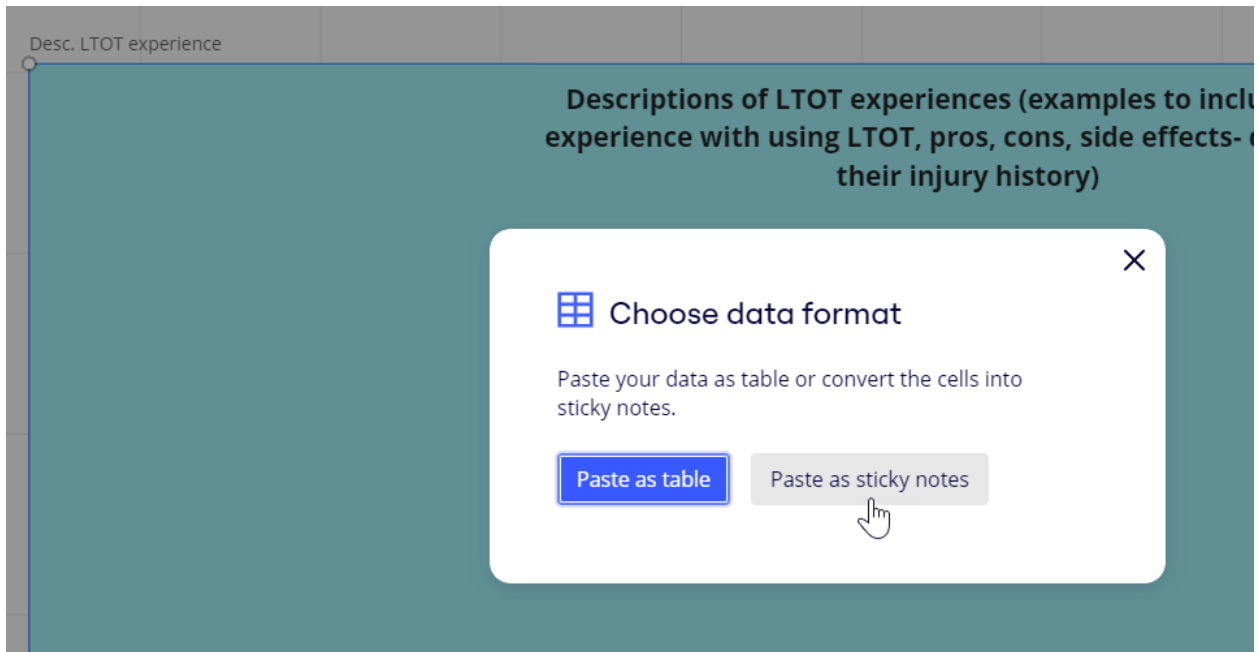 Desc. LTOT experience
Descriptions of LTOT experiences (examples to
experience with using LTOT, pros, cons, side effects-
their injury history)
Choose data format
Paste your data as table or convert the cells into
sticky notes.
Paste as table
Paste as sticky notes